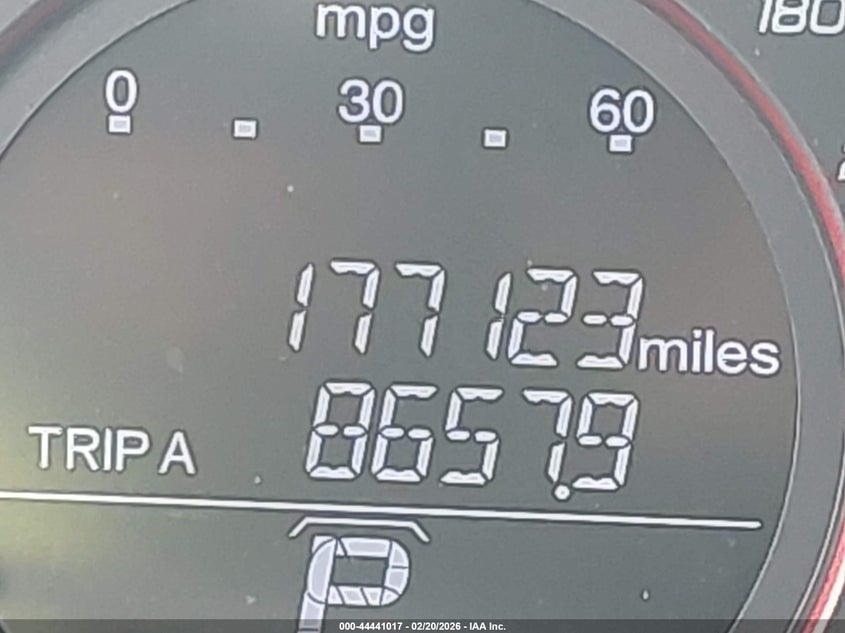 mpg
180
0 30 60
177123 miles
TRIP A 8657.9
P
000-44441017 - 02/20/2026 - IAA Inc.